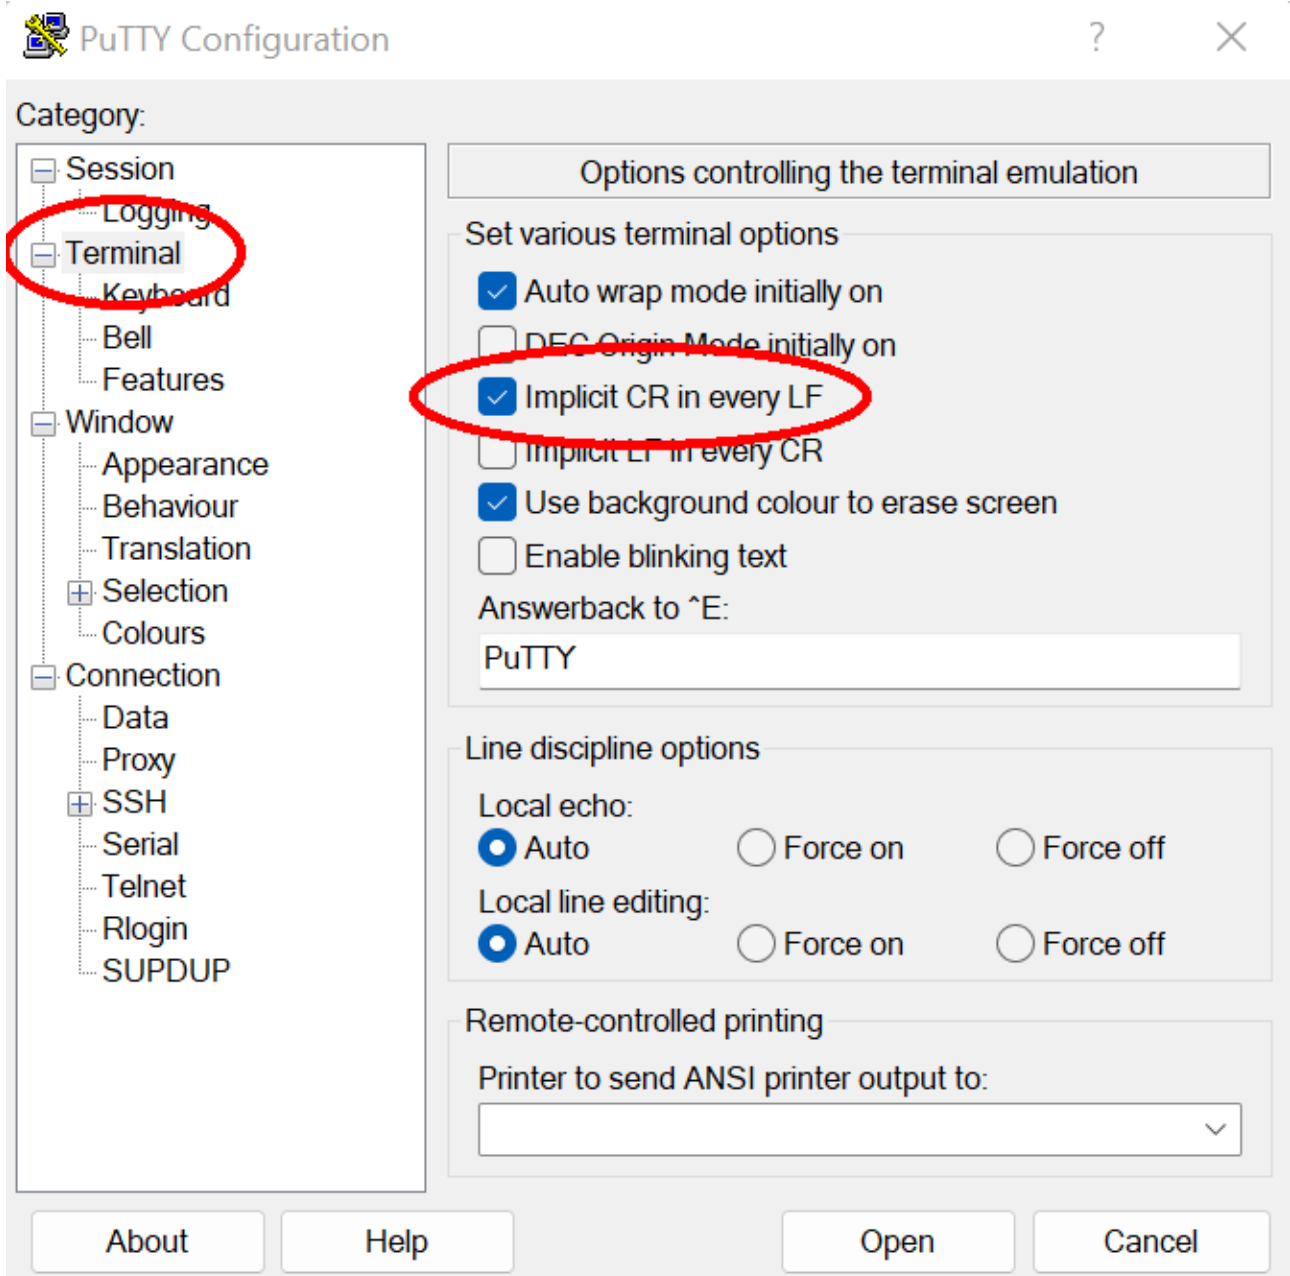 PuTTY Configuration
?
Category:
Session
Logging
Terminal
Keyboard
Bell
Features
Window
Appearance
Behaviour
Translation
Selection
Colours
Connection
Data
Proxy
SSH
Serial
Telnet
Rlogin
SUPDUP
Options controlling the terminal emulation
Set various terminal options
Auto wrap mode initially on
DEC Origin Mode initially on
Implicit CR in every LF
Implicit LF in every CR
Use background colour to erase screen
Enable blinking text
Answerback to ^E:
PuTTY
Line discipline options
Local echo:
Auto Force on Force off
Local line editing:
Auto Force on Force off
Remote-controlled printing
Printer to send ANSI printer output to:
About Help Open Cancel